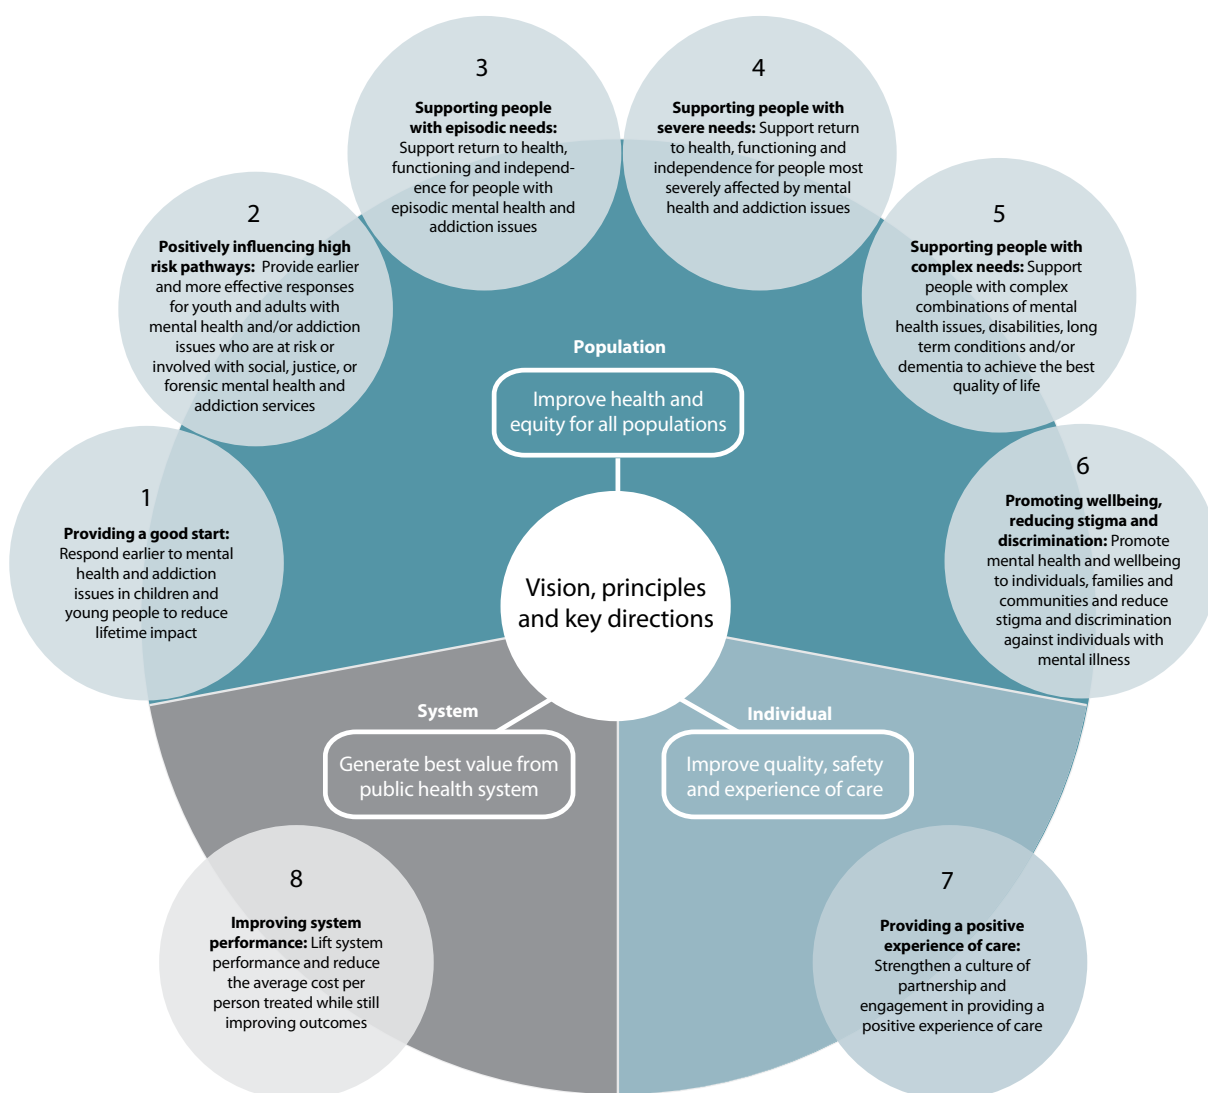 3
Supporting people
with episodic needs:
Support return to health,
functioning and independ-
ence for people with
episodic mental health and
addiction issues
4
Supporting people with
severe needs: Support return
to health, functioning and
independence for people most
severely affected by mental
health and addiction issues
2
Positively influencing high
risk pathways: Provide earlier
and more effective responses
for youth and adults with
mental health and/or addiction
issues who are at risk or
involved with social, justice, or
forensic mental health and
addiction services
5
Supporting people with
complex needs: Support
people with complex
combinations of mental
health issues, disabilities, long
term conditions and/or
dementia to achieve the best
quality of life
Population
Improve health and
equity for all populations
1
Providing a good start:
Respond earlier to mental
health and addiction
issues in children and
young people to reduce
lifetime impact
6
Promoting wellbeing,
reducing stigma and
discrimination: Promote
mental health and wellbeing
to individuals, families and
communities and reduce
stigma and discrimination
against individuals with
mental illness
Vision, principles
and key directions
System
Generate best value from
public health system
Individual
Improve quality, safety
and experience of care
8
Improving system
performance: Lift system
performance and reduce
the average cost per
person treated while still
improving outcomes
7
Providing a positive
experience of care:
Strengthen a culture of
partnership and
engagement in providing a
positive experience of care